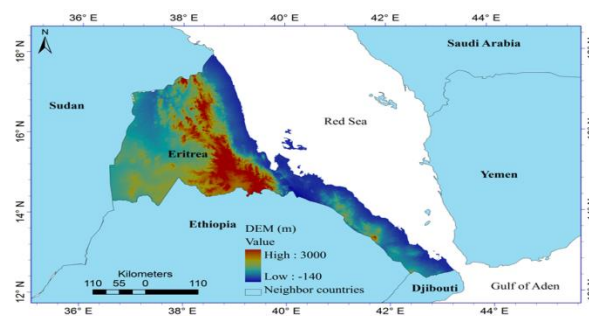 36° E 38° E 40° E 42° E 44° E
N
18° N
16° N
14° N
12° N
Saudi Arabia
Sudan
Red Sea
Eritrea
Yemen
Ethiopia
DEM (m)
Value
High : 3000
Low : -140
Neighbor countries
Kilometers
110 55 0 110
Djibouti
Gulf of Aden
36° E 38° E 40° E 42° E 44° E